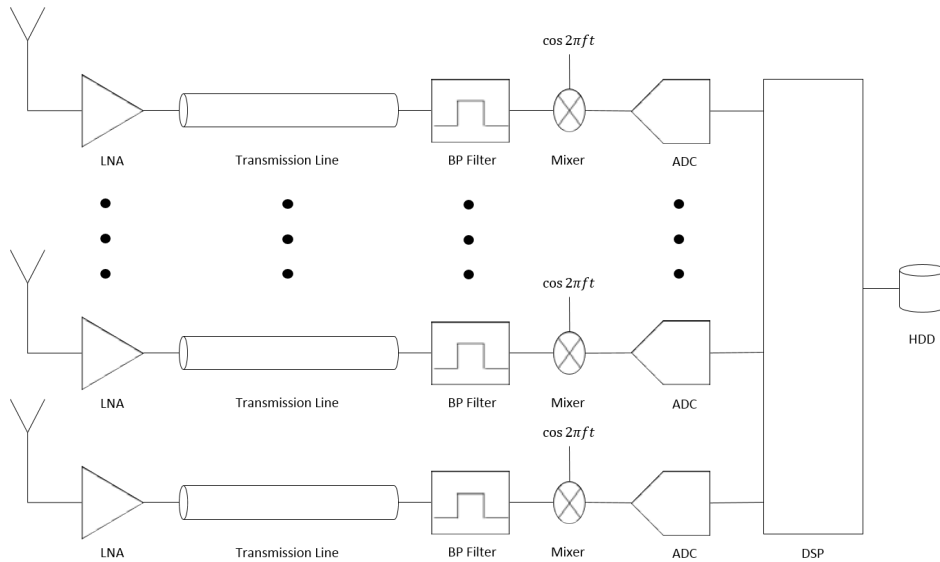 cos 2πft
LNA
Transmission Line
BP Filter
Mixer
ADC
cos 2πft
HDD
LNA
Transmission Line
BP Filter
Mixer
ADC
cos 2πft
LNA
Transmission Line
BP Filter
Mixer
ADC
DSP